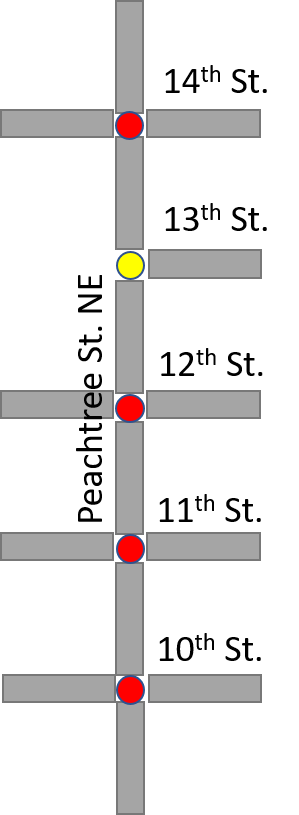 14th St.
13th St.
Peachtree St. NE
12th St.
11th St.
10th St.